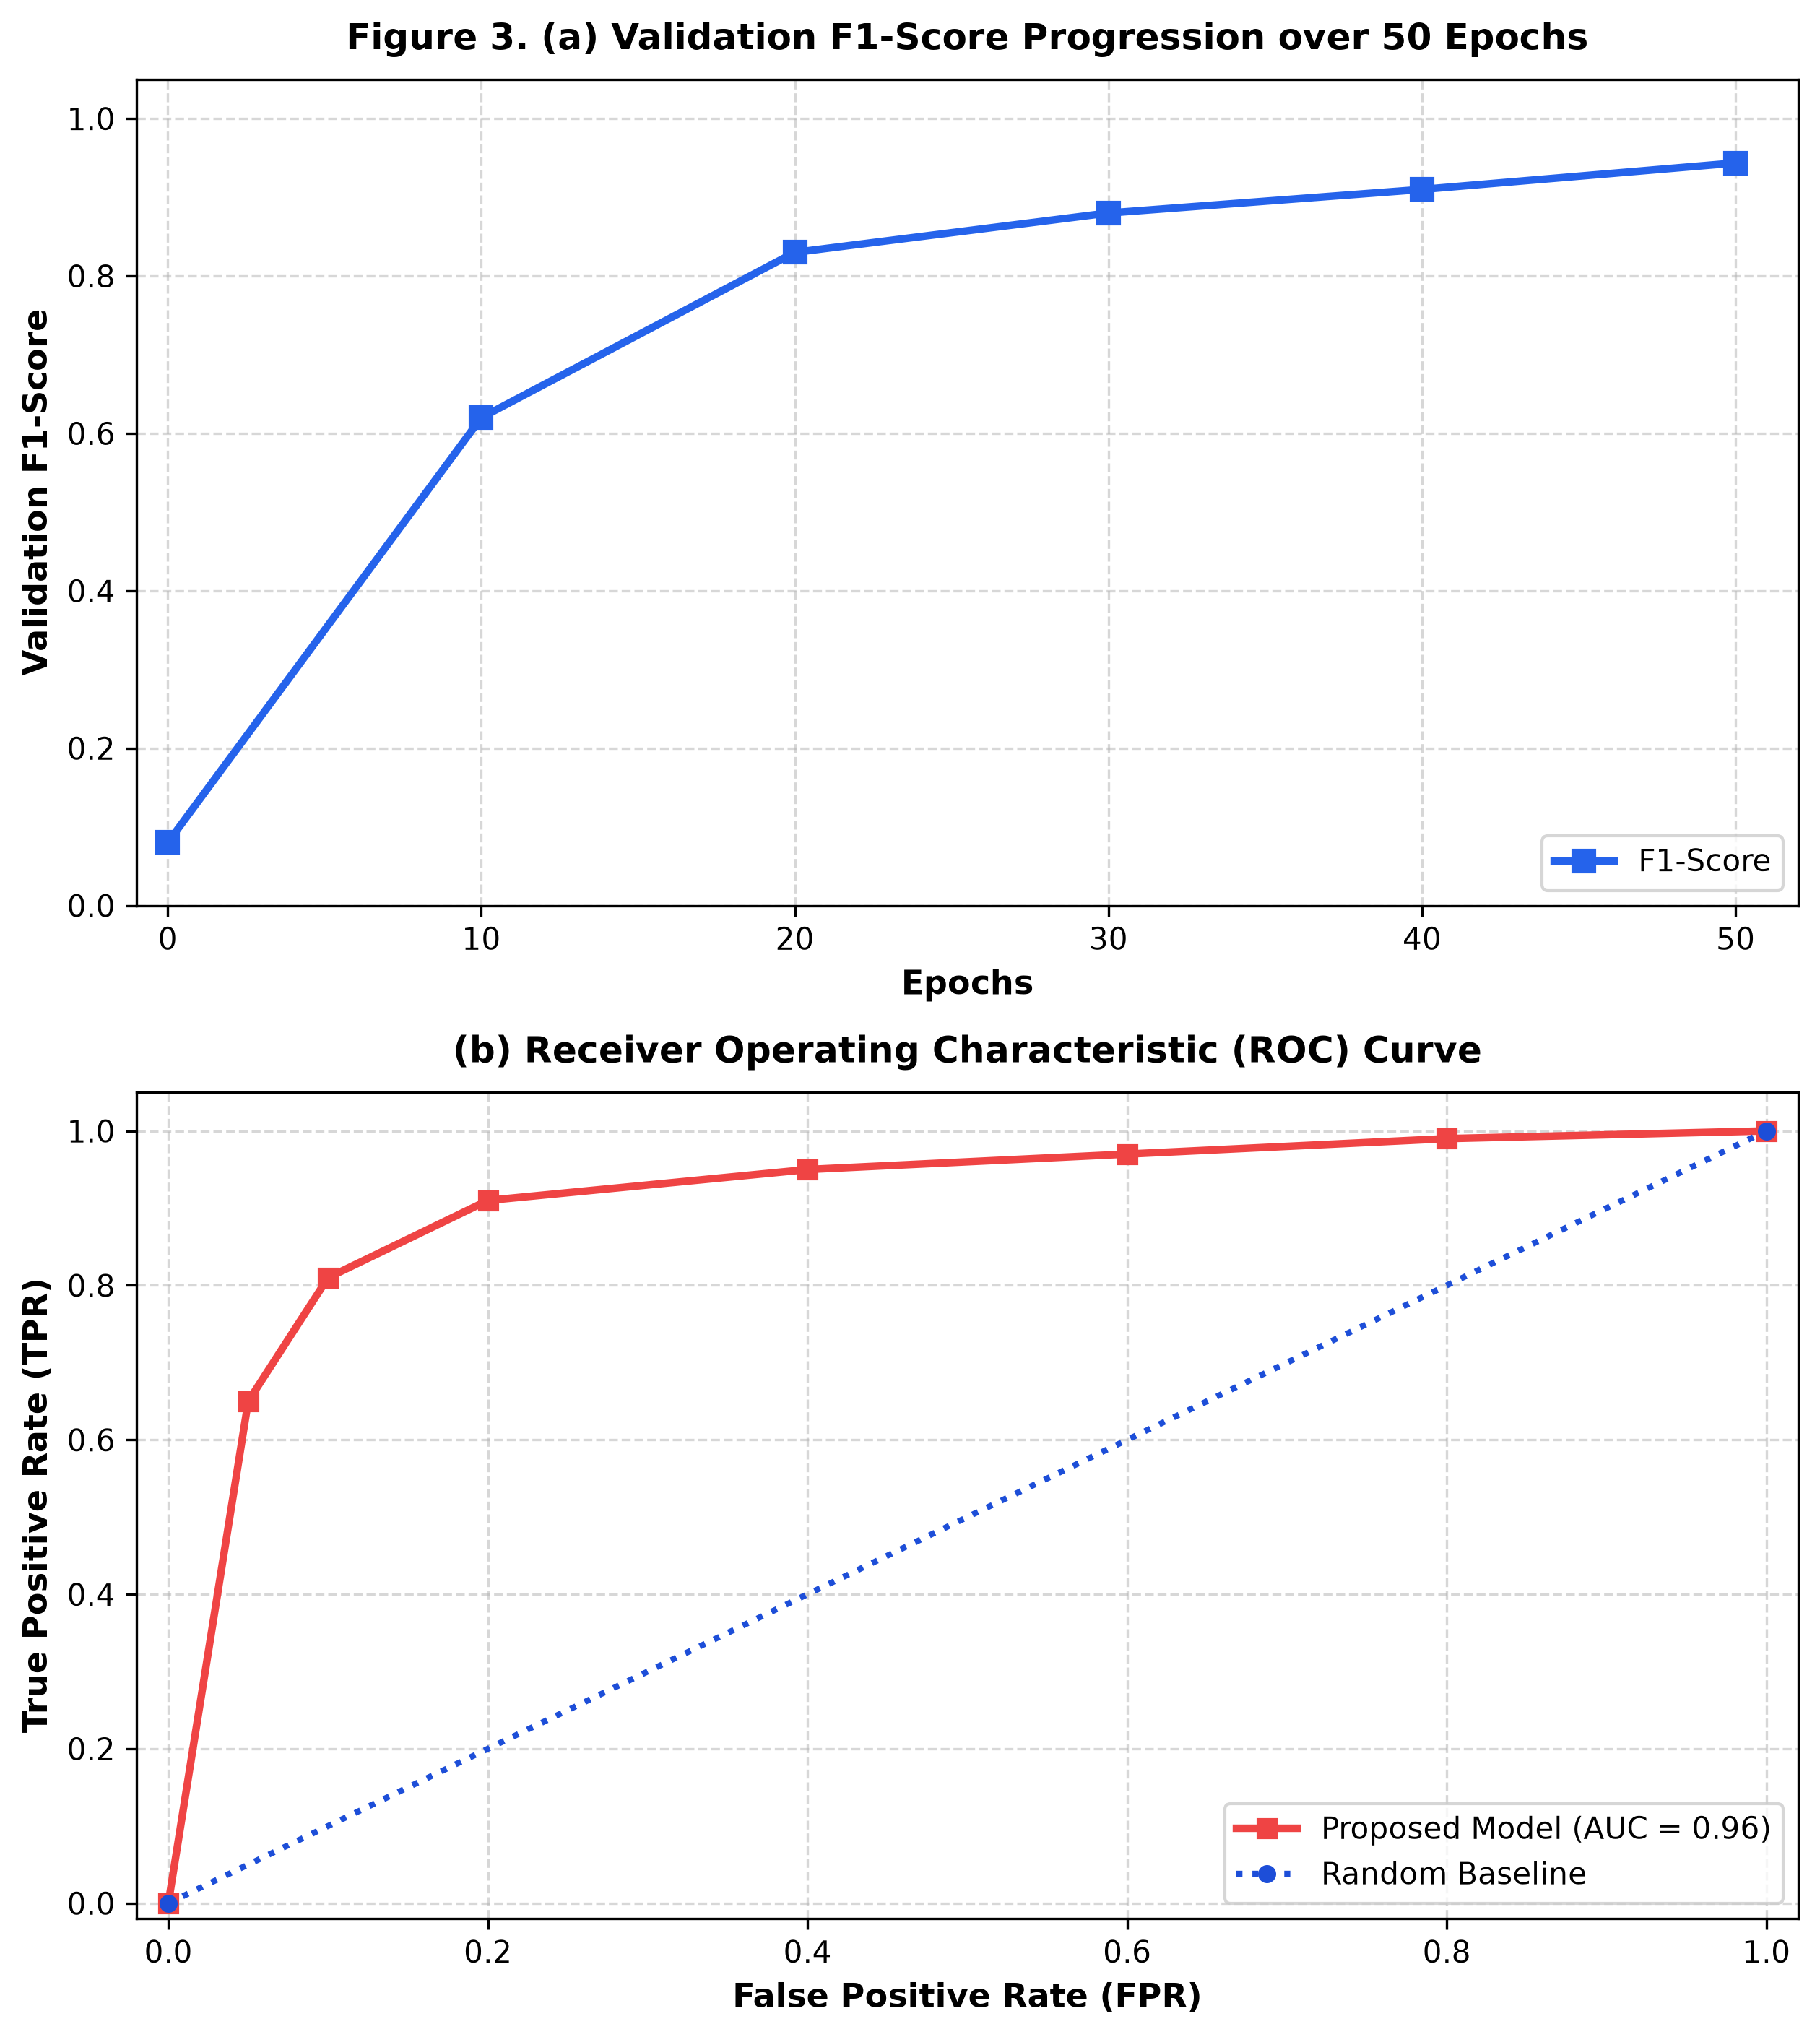 Figure 3. (a) Validation F1-Score Progression over 50 Epochs
Validation F1-Score
1.0
0.8
0.6
0.4
0.2
0.0
F1-Score
0 10 20 30 40 50
Epochs
(b) Receiver Operating Characteristic (ROC) Curve
True Positive Rate (TPR)
1.0
0.8
0.6
0.4
0.2
0.0
Proposed Model (AUC = 0.96)
Random Baseline
0.0 0.2 0.4 0.6 0.8 1.0
False Positive Rate (FPR)